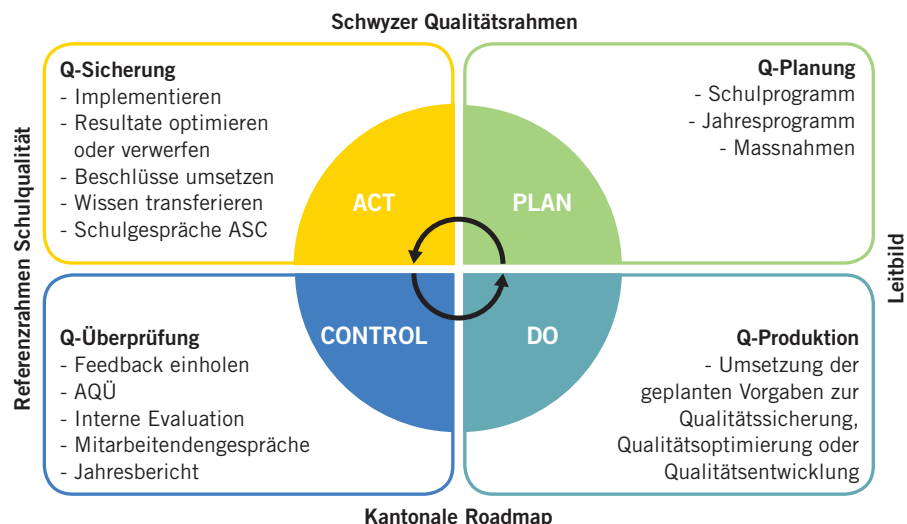 Schwyzer Qualitätsrahmen
Q-Sicherung
- Implementieren
- Resultate optimieren
oder verwerfen
- Beschlüsse umsetzen
- Wissen transferieren
- Schulgespräche ASC
Q-Planung
- Schulprogramm
- Jahresprogramm
- Massnahmen
ACT
PLAN
Referenzrahmen Schulqualität
Leitbild
CONTROL
DO
Q-Überprüfung
- Feedback einholen
- AQÜ
- Interne Evaluation
- Mitarbeitendengespräche
- Jahresbericht
Q-Produktion
- Umsetzung der
geplanten Vorgaben zur
Qualitätssicherung,
Qualitätsoptimierung oder
Qualitätsentwicklung
Kantonale Roadmap